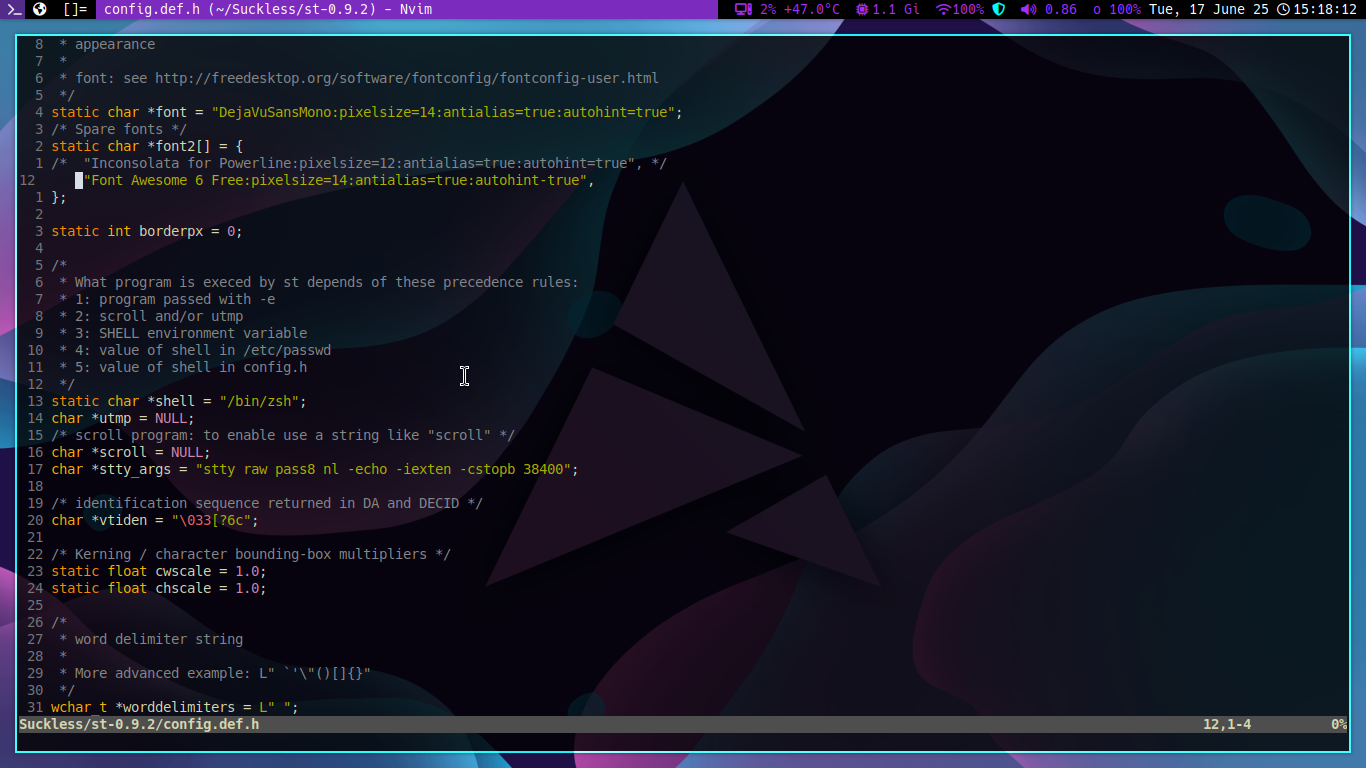 []= config.def.h (~/Suckless/st-0.9.2) – Nvim 2% +47.0°C 1.1 Gi 100% 0.86 o 100% Tue, 17 June 25 15:18:12
8 * appearance
7 *
6 * font: see http://freedesktop.org/software/fontconfig/fontconfig-user.html
5 */
4 static char *font = "DejaVuSansMono:pixelsize=14:antialias=true:autohint=true";
3 /* Spare fonts */
2 static char *font2[] = {
1 /*  "Inconsolata for Powerline:pixelsize=12:antialias=true:autohint=true", */
12 "Font Awesome 6 Free:pixelsize=14:antialias=true:autohint-true",
1 };
2
3 static int borderpx = 0;
4
5 /*
6 * What program is execed by st depends of these precedence rules:
7 * 1: program passed with -e
8 * 2: scroll and/or utmp
9 * 3: SHELL environment variable
10 * 4: value of shell in /etc/passwd
11 * 5: value of shell in config.h
12 */
13 static char *shell = "/bin/zsh";
14 char *utmp = NULL;
15 /* scroll program: to enable use a string like "scroll" */
16 char *scroll = NULL;
17 char *stty_args = "stty raw pass8 nl -echo -iexten -cstopb 38400";
18
19 /* identification sequence returned in DA and DECID */
20 char *vtiden = "\033[?6c";
21
22 /* Kerning / character bounding-box multipliers */
23 static float cwscale = 1.0;
24 static float chscale = 1.0;
25
26 /*
27 * word delimiter string
28 *
29 * More advanced example: L" `'\"()[]{}"
30 */
31 wchar_t *worddelimiters = L" ";
Suckless/st-0.9.2/config.def.h 12,1-4 0%